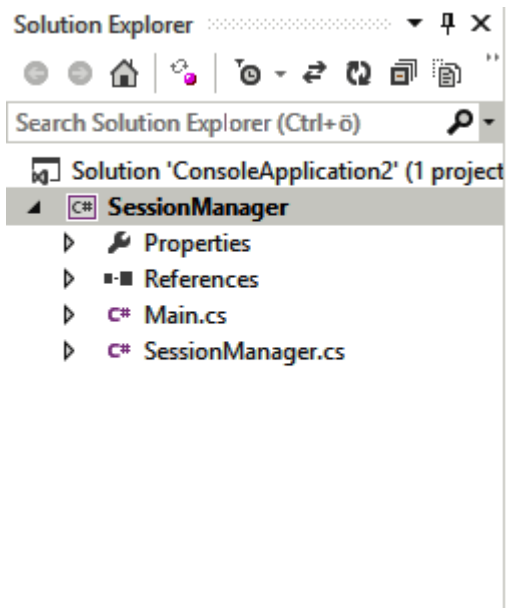 Solution Explorer
Search Solution Explorer (Ctrl+ö)
Solution 'ConsoleApplication2' (1 project
C# SessionManager
Properties
References
C# Main.cs
C# SessionManager.cs